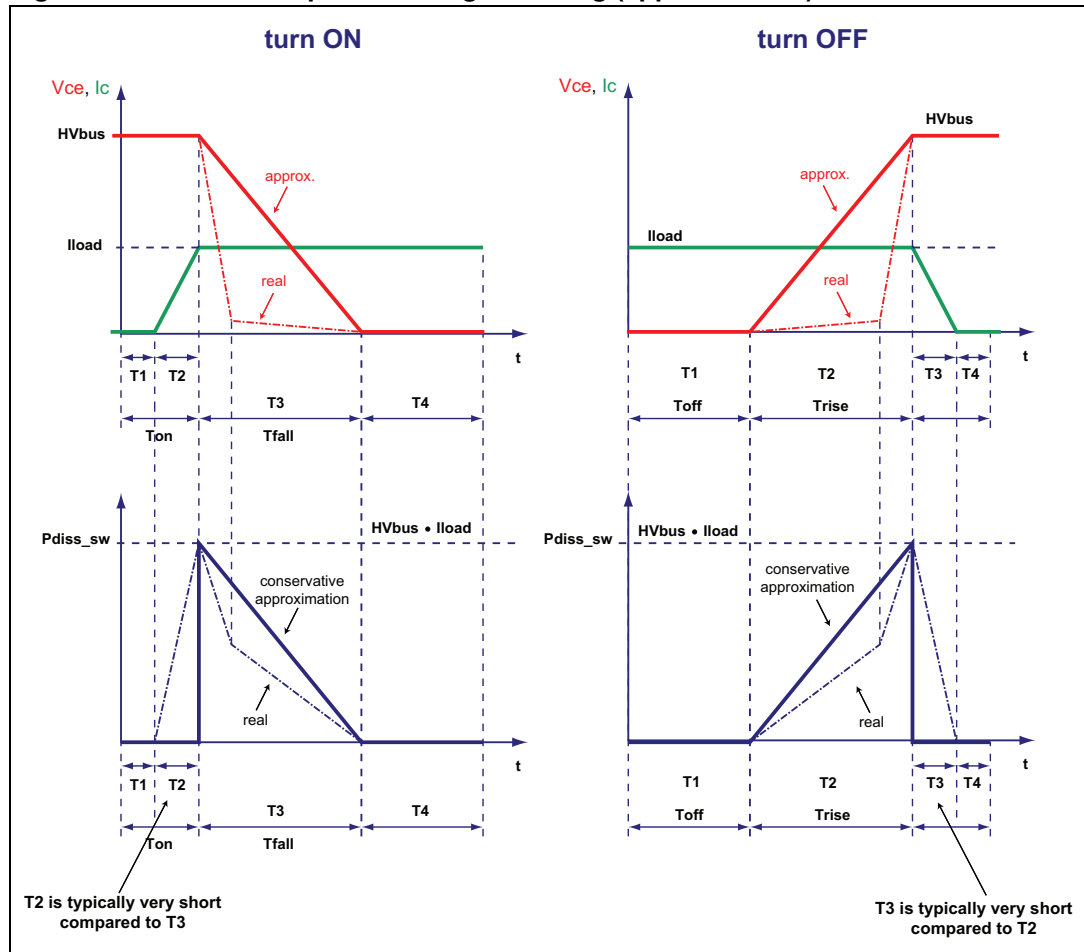 turn ON
turn OFF
Vce, Ic
HVbus
approx.
Iload
real
t
T1
T2
T3
T4
Ton
Tfall
Vce, Ic
HVbus
approx.
Iload
real
t
T1
T2
T3
T4
Toff
Trise
Pdiss_sw
HVbus • Iload
conservative
approximation
real
t
T1
T2
T3
T4
Ton
Tfall
T2 is typically very short
compared to T3
Pdiss_sw
HVbus • Iload
conservative
approximation
real
t
T1
T2
T3
T4
Toff
Trise
T3 is typically very short
compared to T2